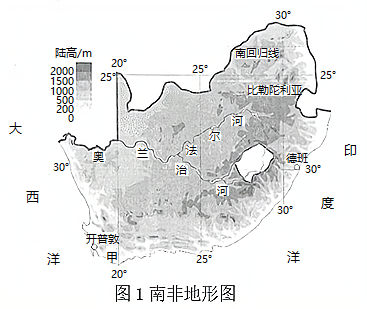 30°
20°
陆高/m
南回归线
2000
1500
1000
500
200
0
25°
25°
25°
比勒陀利亚
大
河
尔
奥
兰
法
德班
印
30°
治
30°
西
河
30°
度
开普敦
洋
甲
25°
洋
20°
图1南非地形图